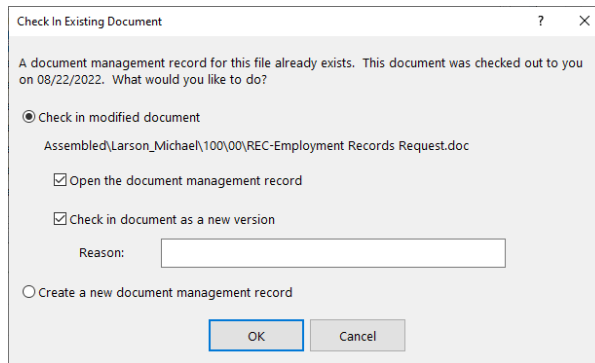 Check In Existing Document
A document management record for this file already exists.  This document was checked out to you
on 08/22/2022.  What would you like to do?
Check in modified document
Assembled\Larson_Michael\100\00\REC-Employment Records Request.doc
Open the document management record
Check in document as a new version
Reason:
Create a new document management record
OK Cancel